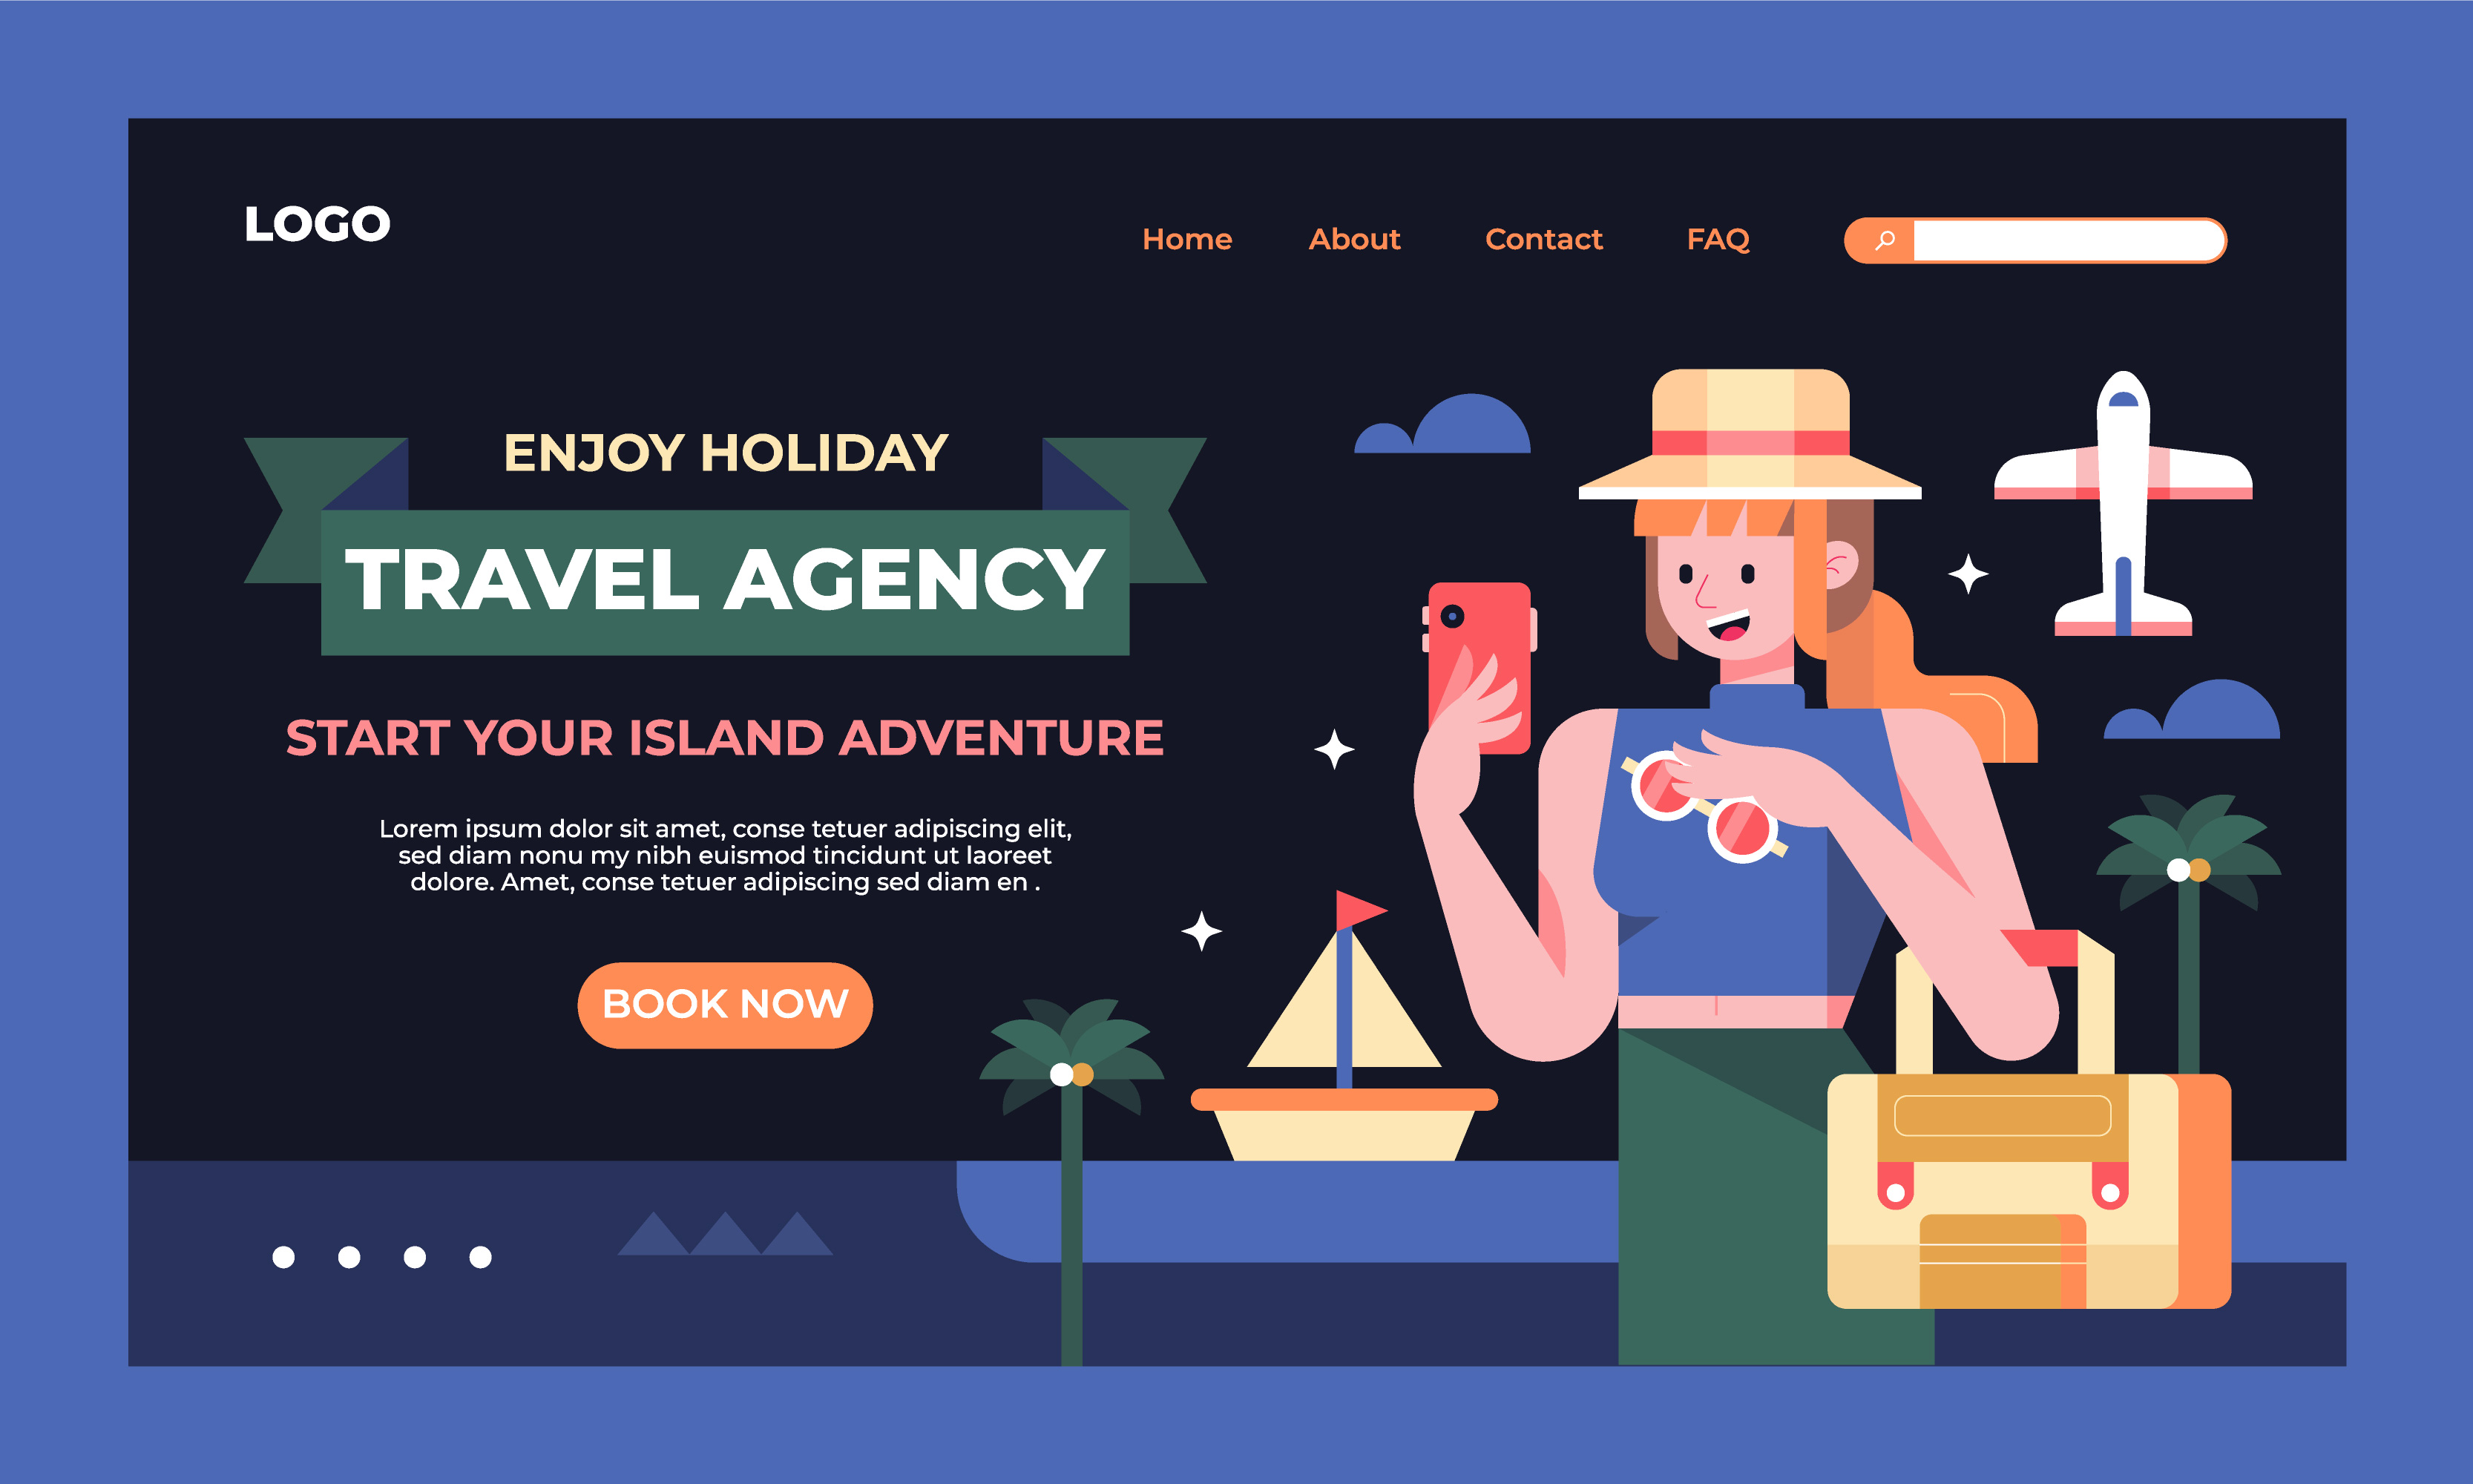 LOGO
Home About Contact FAQ
ENJOY HOLIDAY
TRAVEL AGENCY
START YOUR ISLAND ADVENTURE
Lorem ipsum dolor sit amet, conse tetuer adipiscing elit,
sed diam nonu my nibh euismod tincidunt ut laoreet
dolore. Amet, conse tetuer adipiscing sed diam en .
BOOK NOW